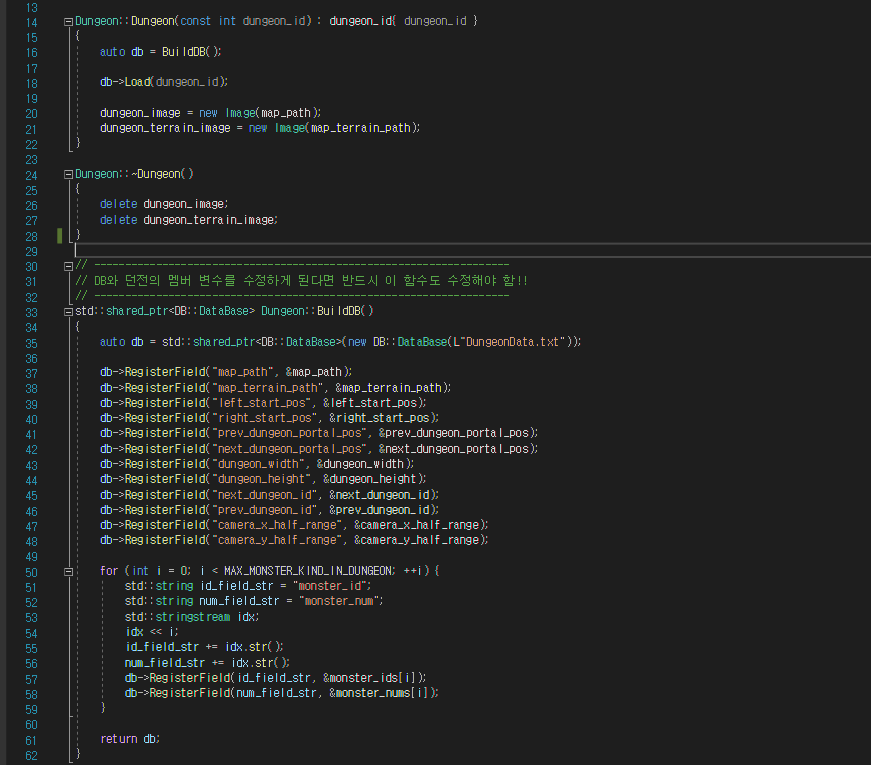 13
14 Dungeon::Dungeon(const int dungeon_id) : dungeon_id{ dungeon_id }
15 {
16 auto db = BuildDB();
17
18 db->Load(dungeon_id);
19
20 dungeon_image = new Image(map_path);
21 dungeon_terrain_image = new Image(map_terrain_path);
22 }
23
24 Dungeon::~Dungeon()
25 {
26 delete dungeon_image;
27 delete dungeon_terrain_image;
28 }
29
30 // -------------------------------------------------------------------
31 // DB와 던전의 멤버 변수를 수정하게 된다면 반드시 이 함수도 수정해야 함!!
32 // -------------------------------------------------------------------
33 std::shared_ptr<DB::DataBase> Dungeon::BuildDB()
34 {
35 auto db = std::shared_ptr<DB::DataBase>(new DB::DataBase(L"DungeonData.txt"));
36
37 db->RegisterField("map_path", &map_path);
38 db->RegisterField("map_terrain_path", &map_terrain_path);
39 db->RegisterField("left_start_pos", &left_start_pos);
40 db->RegisterField("right_start_pos", &right_start_pos);
41 db->RegisterField("prev_dungeon_portal_pos", &prev_dungeon_portal_pos);
42 db->RegisterField("next_dungeon_portal_pos", &next_dungeon_portal_pos);
43 db->RegisterField("dungeon_width", &dungeon_width);
44 db->RegisterField("dungeon_height", &dungeon_height);
45 db->RegisterField("next_dungeon_id", &next_dungeon_id);
46 db->RegisterField("prev_dungeon_id", &prev_dungeon_id);
47 db->RegisterField("camera_x_half_range", &camera_x_half_range);
48 db->RegisterField("camera_y_half_range", &camera_y_half_range);
49
50 for (int i = 0; i < MAX_MONSTER_KIND_IN_DUNGEON; ++i) {
51 std::string id_field_str = "monster_id";
52 std::string num_field_str = "monster_num";
53 std::stringstream idx;
54 idx << i;
55 id_field_str += idx.str();
56 num_field_str += idx.str();
57 db->RegisterField(id_field_str, &monster_ids[i]);
58 db->RegisterField(num_field_str, &monster_nums[i]);
59 }
60
61 return db;
62 }